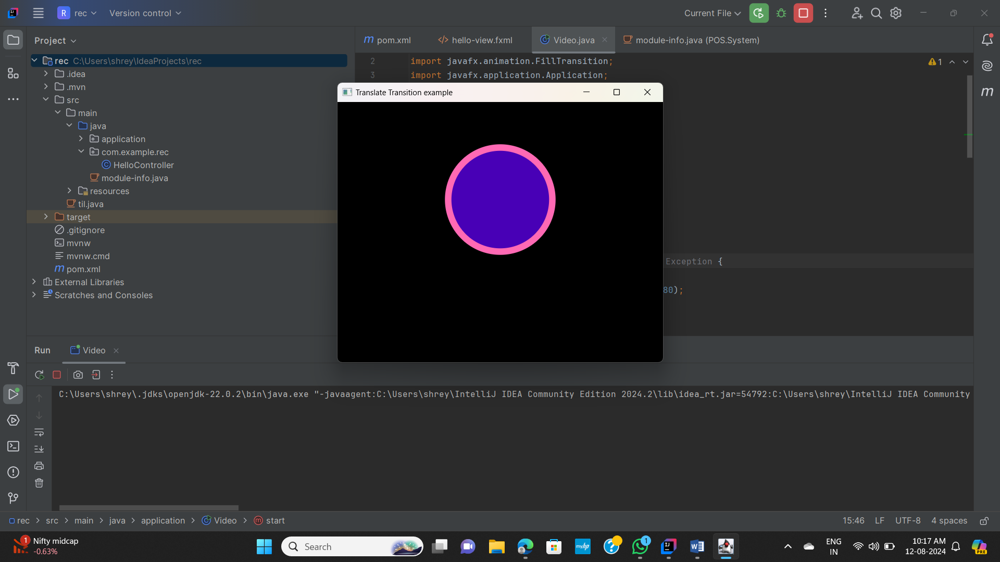 R rec Version control Current File
Project
pom.xml hello-view.fxml Video.java module-info.java (POS.System)
rec C:\Users\shrey\IdeaProjects\rec
.idea
.mvn
src
main
java
application
com.example.rec
HelloController
module-info.java
resources
til.java
target
.gitignore
mvnw
mvnw.cmd
pom.xml
External Libraries
Scratches and Consoles
2 import javafx.animation.FillTransition;
3 import javafx.application.Application;
1
Translate Transition example
Exception {
80);
Run Video
C:\Users\shrey\.jdks\openjdk-22.0.2\bin\java.exe "-javaagent:C:\Users\shrey\IntelliJ IDEA Community Edition 2024.2\lib\idea_rt.jar=54792:C:\Users\shrey\IntelliJ IDEA Community
rec > src > main > java > application > Video > start
15:46 LF UTF-8 4 spaces
1 Nifty midcap
-0.63%
Search
myhp
1
ENG
IN
10:17 AM
12-08-2024
PRE